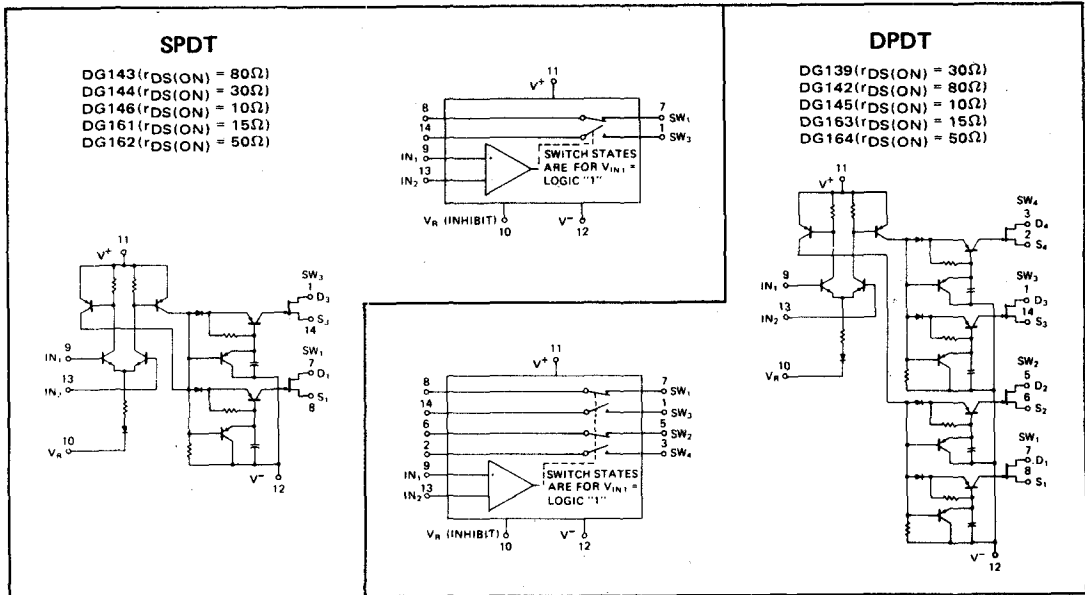 SPDT
DG143(rDS(ON) = 80Ω)
DG144(rDS(ON) = 30Ω)
DG146(rDS(ON) = 10Ω)
DG161(rDS(ON) = 15Ω)
DG162(rDS(ON) = 50Ω)
V+
11
SW3
1
D3
S3
14
SW1
7
D1
S1
8
9
IN1
13
IN2
10
VR
V−
12
11
V+
8
14
9
IN1
13
IN2
7
SW1
1
SW3
SWITCH STATES
ARE FOR VIN1 =
LOGIC "1"
VR (INHIBIT)
10
V−
12
11
V+
8
14
6
2
9
IN1
13
IN2
7
SW1
1
SW3
5
SW2
3
SW4
SWITCH STATES
ARE FOR VIN1 =
LOGIC "1"
VR (INHIBIT)
10
V−
12
DPDT
DG139(rDS(ON) = 30Ω)
DG142(rDS(ON) = 80Ω)
DG145(rDS(ON) = 10Ω)
DG163(rDS(ON) = 15Ω)
DG164(rDS(ON) = 50Ω)
V+
11
9
IN1
13
IN2
10
VR
SW4
3
D4
2
S4
SW3
1
D3
14
S3
SW2
5
D2
6
S2
SW1
7
D1
8
S1
V−
12